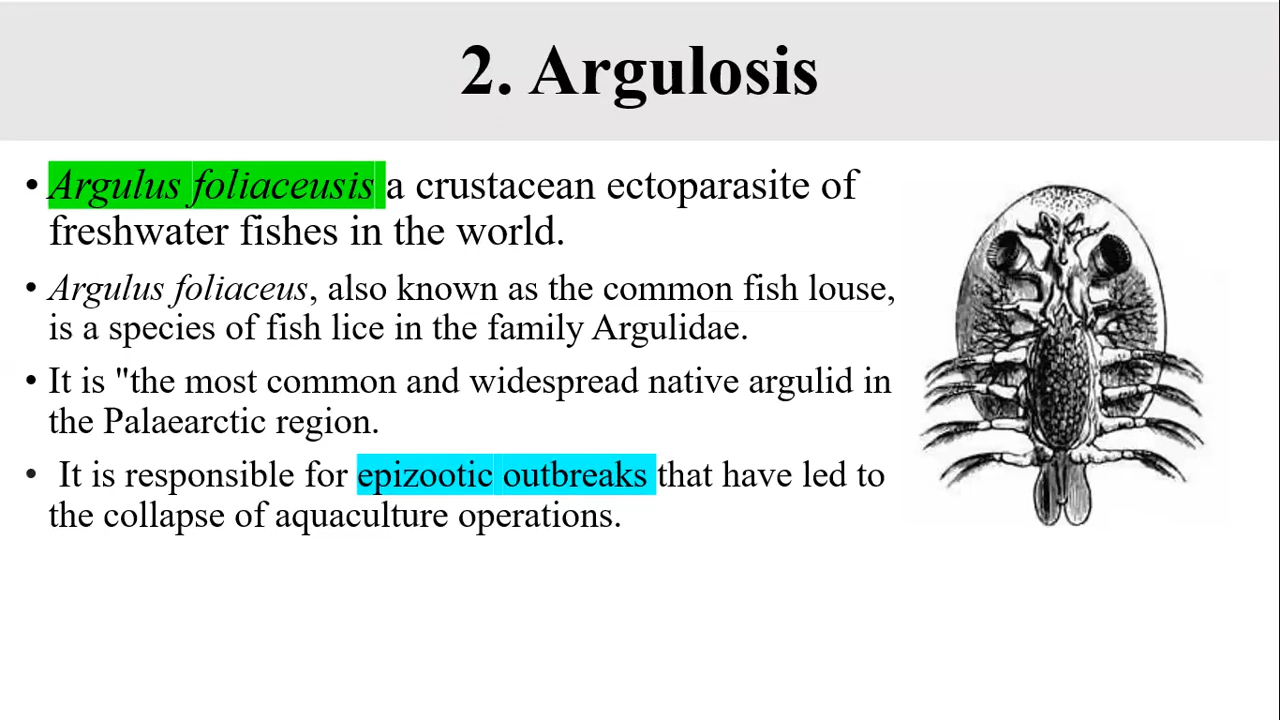 2. Argulosis
• Argulus foliaceusis a crustacean ectoparasite of
freshwater fishes in the world.
• Argulus foliaceus, also known as the common fish louse,
is a species of fish lice in the family Argulidae.
• It is "the most common and widespread native argulid in
the Palaearctic region.
• It is responsible for epizootic outbreaks that have led to
the collapse of aquaculture operations.